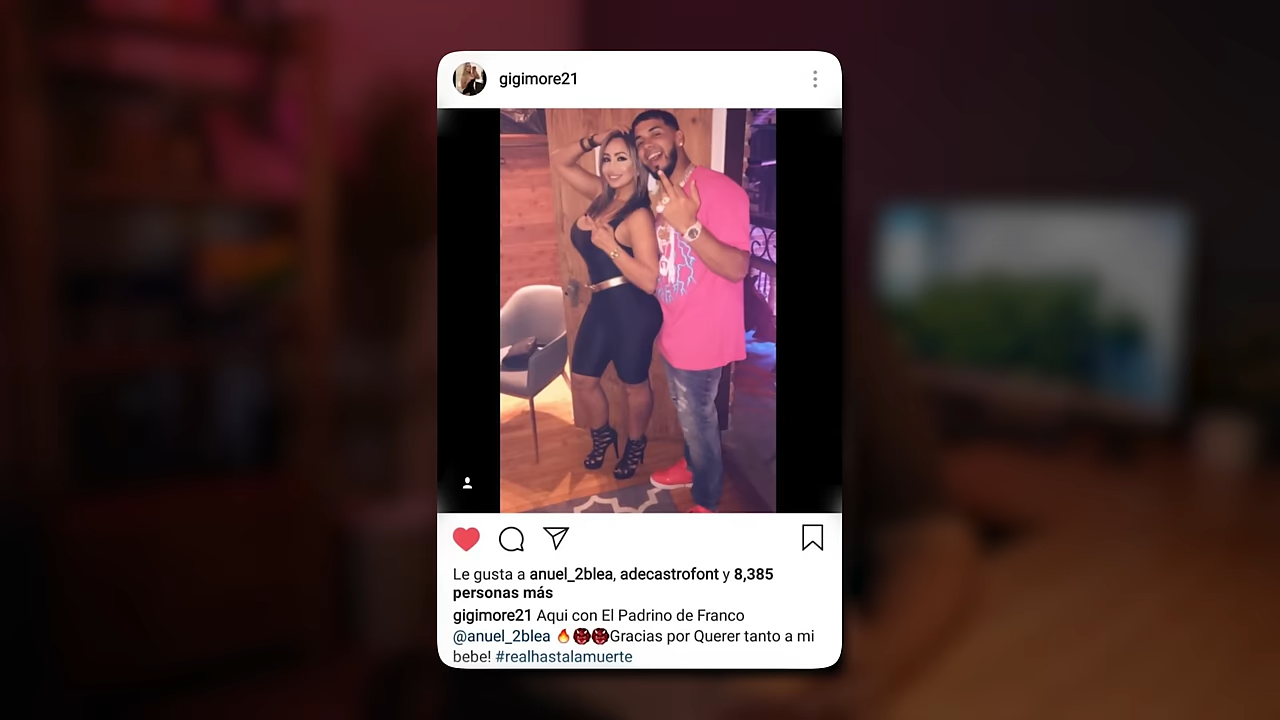 gigimore21
Le gusta a anuel_2blea, adecastrofont y 8,385
personas más
gigimore21 Aqui con El Padrino de Franco
@anuel_2blea 🔥👹👹Gracias por Querer tanto a mi
bebe! #realhastalamuerte